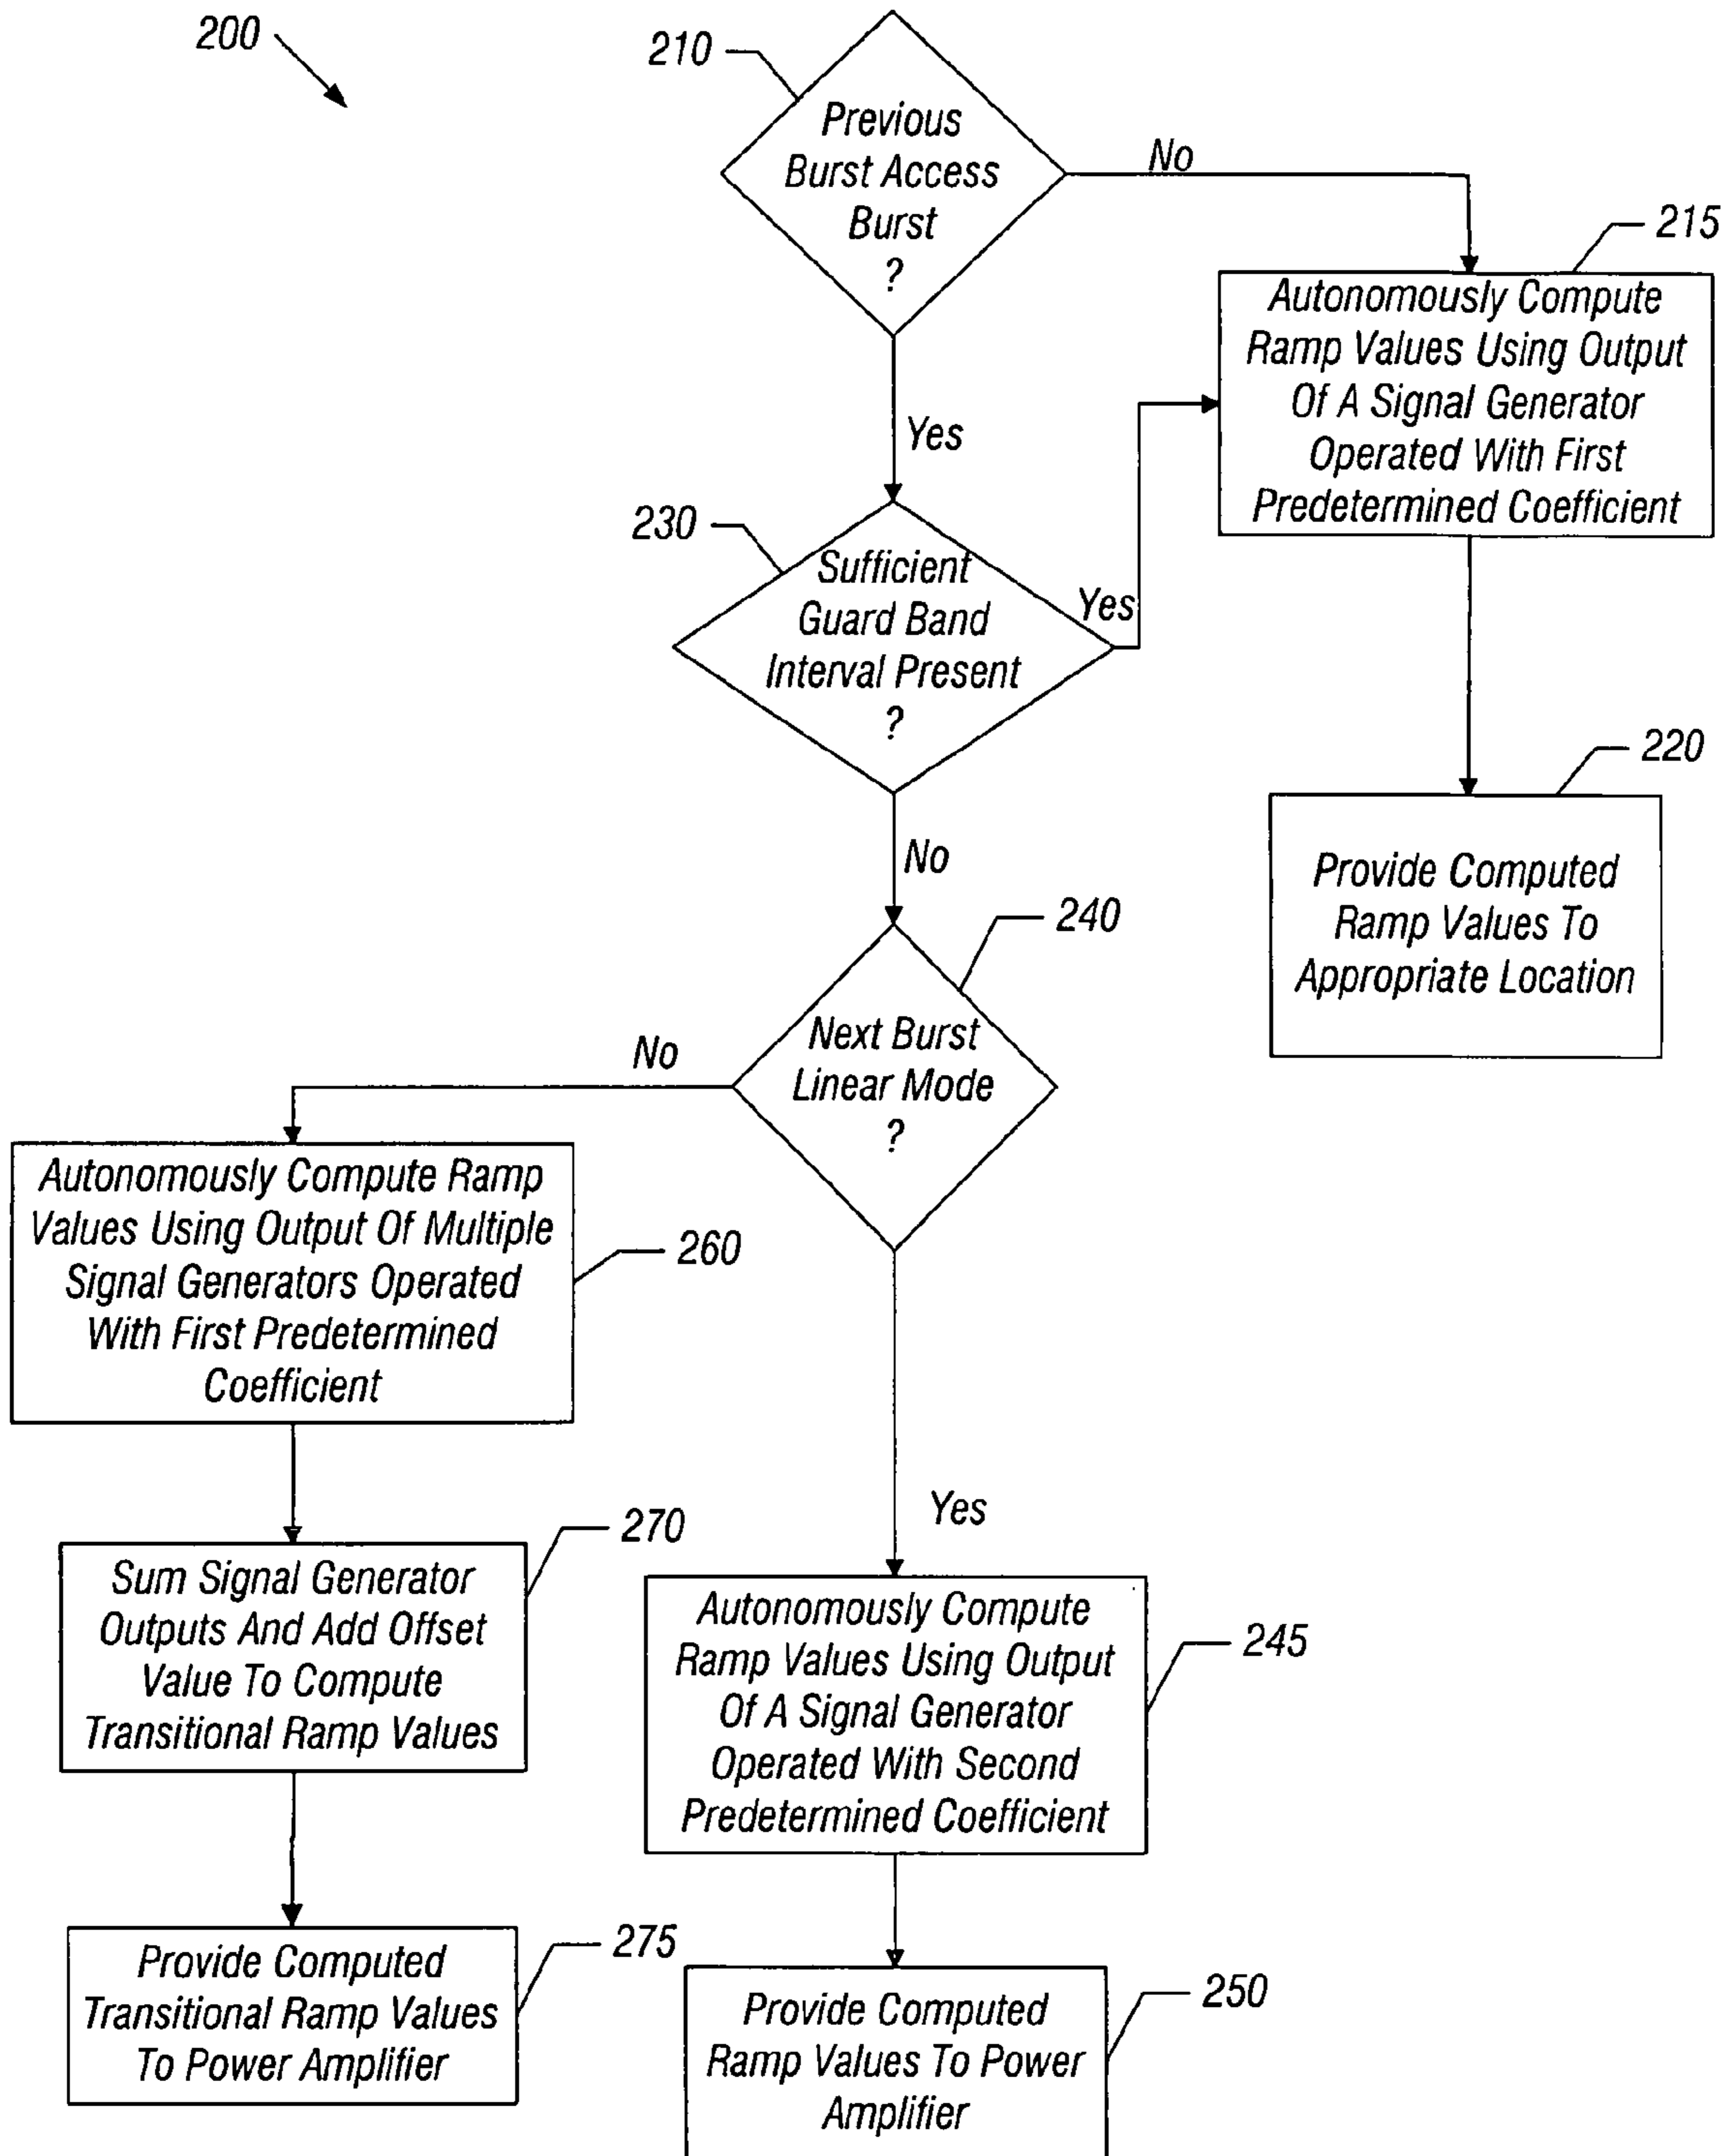 200
210
Previous
Burst Access
Burst
?
No
215
Autonomously Compute
Ramp Values Using Output
Of A Signal Generator
Operated With First
Predetermined Coefficient
Yes
230
Sufficient
Guard Band
Interval Present
?
Yes
220
Provide Computed
Ramp Values To
Appropriate Location
No
240
Next Burst
Linear Mode
?
No
Autonomously Compute Ramp
Values Using Output Of Multiple
Signal Generators Operated
With First Predetermined
Coefficient
260
Yes
270
Sum Signal Generator
Outputs And Add Offset
Value To Compute
Transitional Ramp Values
Autonomously Compute
Ramp Values Using Output
Of A Signal Generator
Operated With Second
Predetermined Coefficient
245
275
Provide Computed
Transitional Ramp Values
To Power Amplifier
250
Provide Computed
Ramp Values To Power
Amplifier